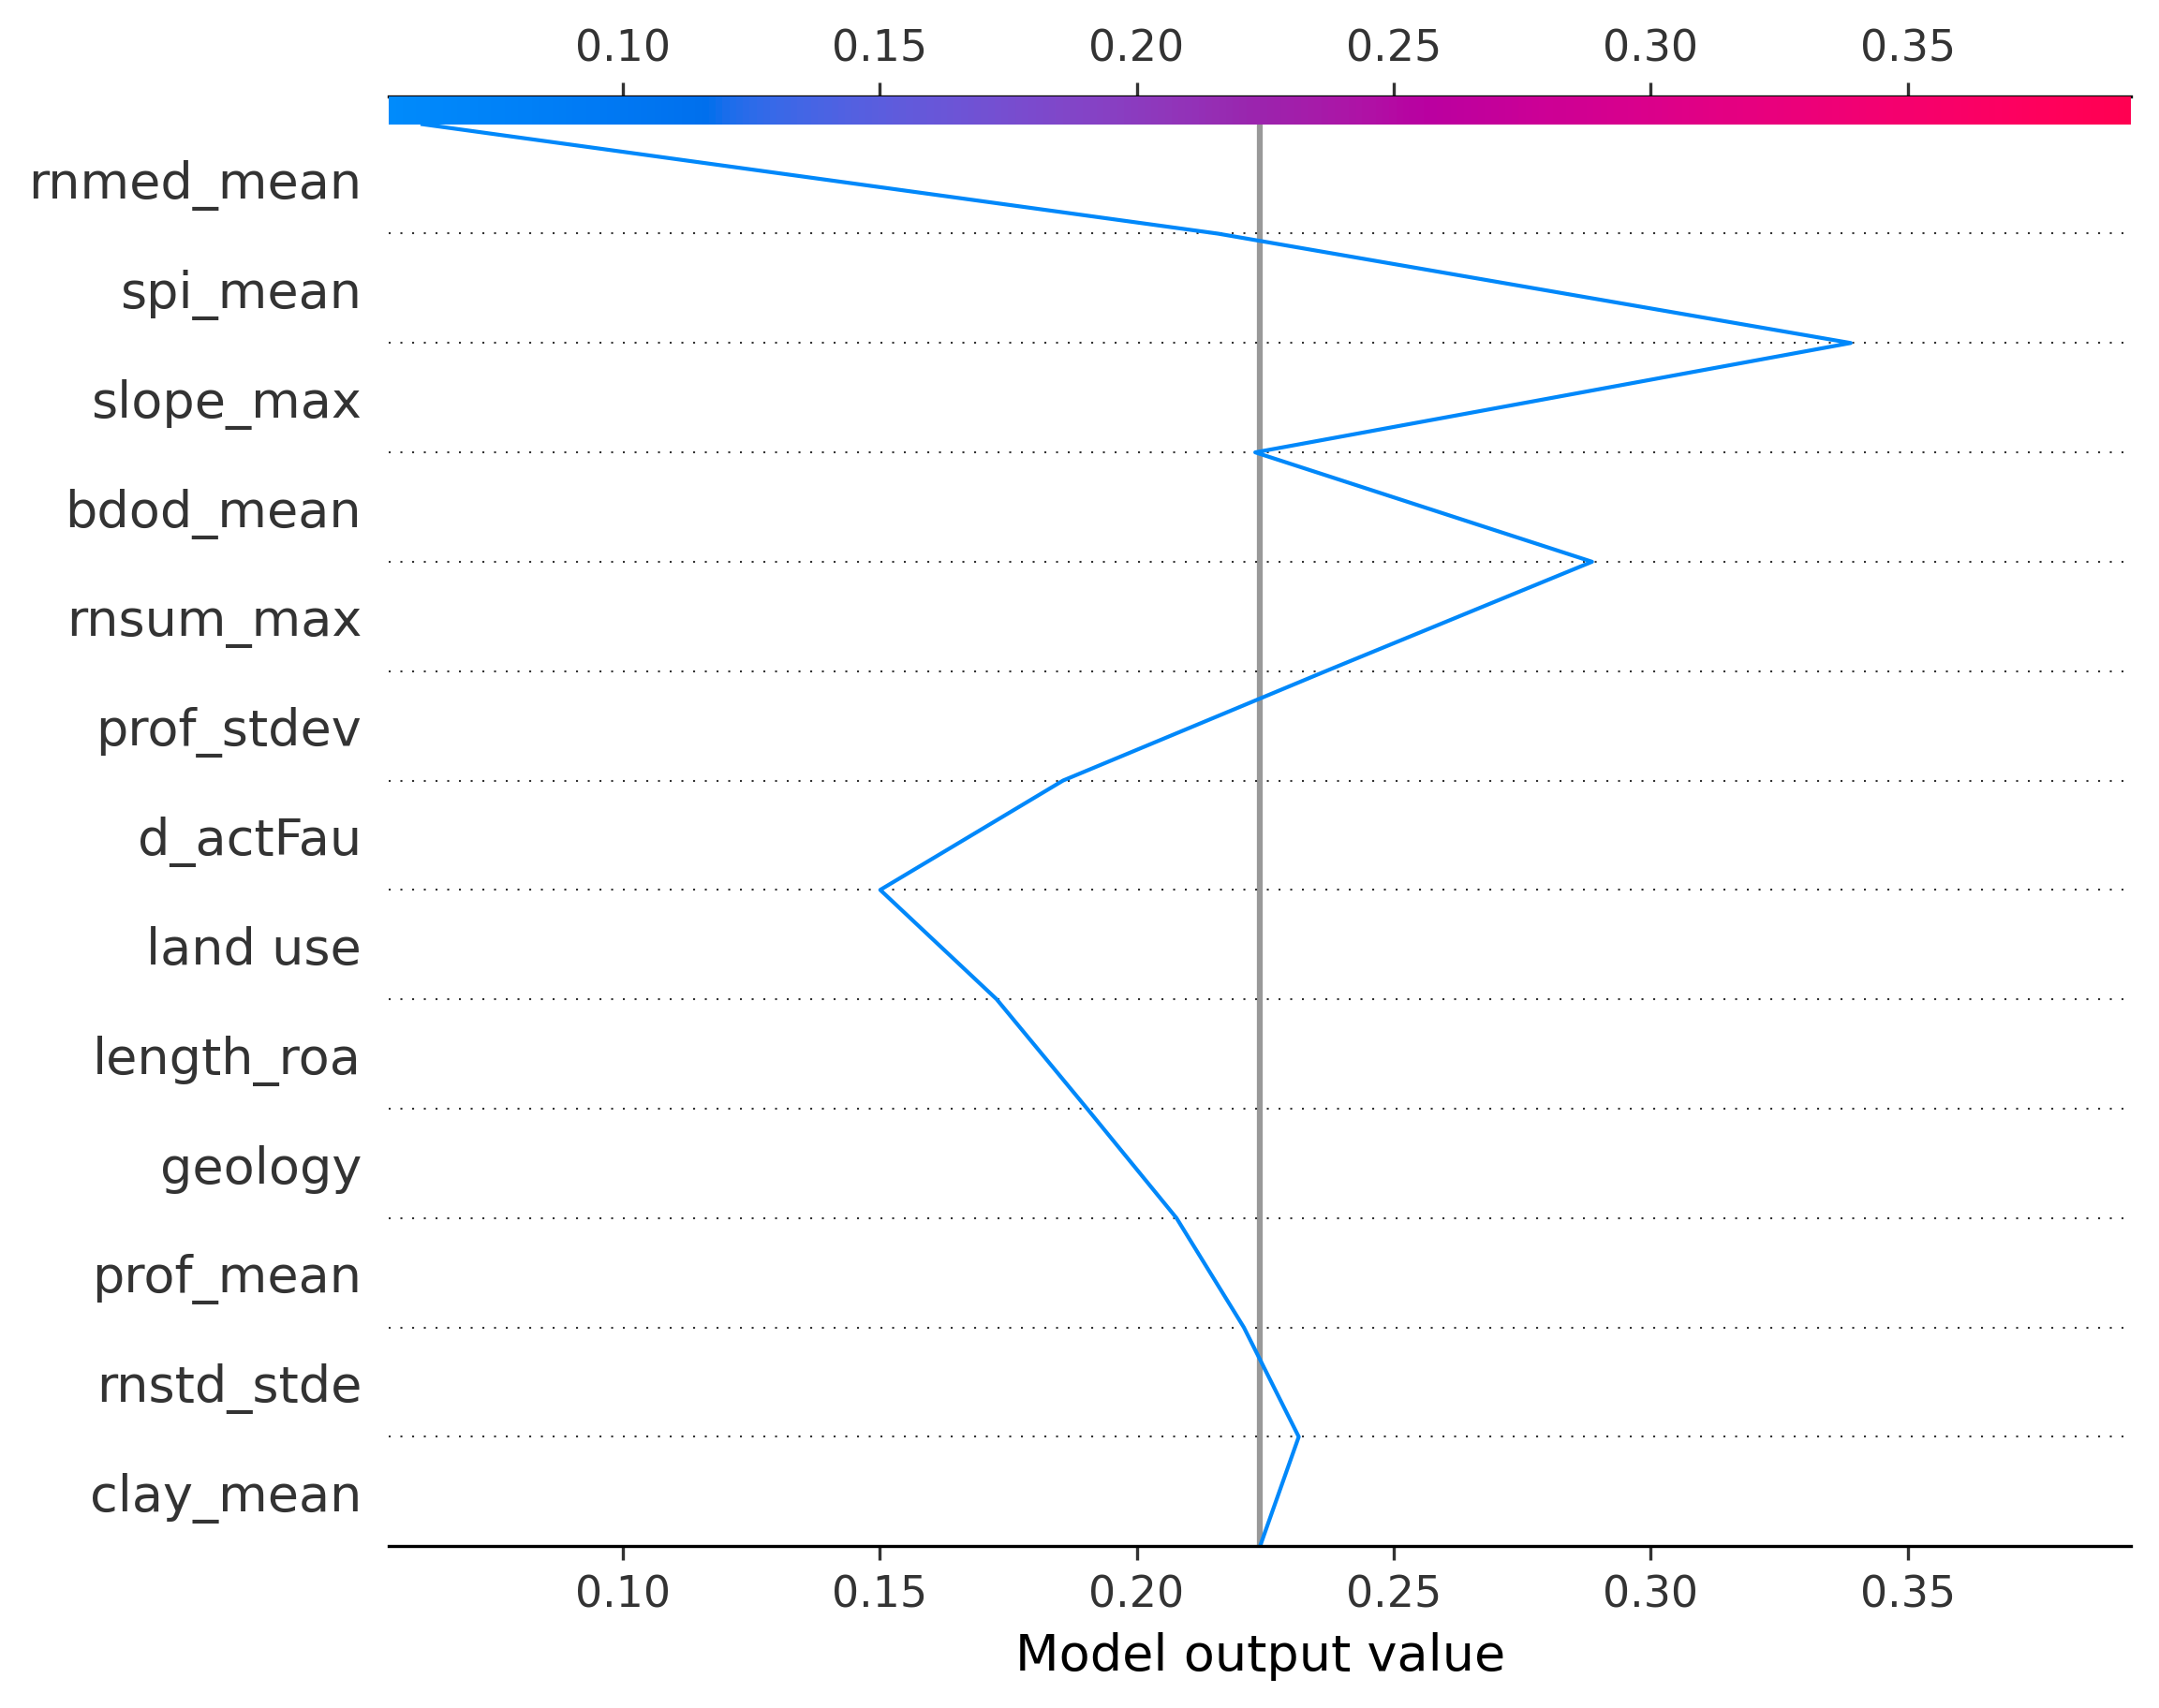 0.10 0.15 0.20 0.25 0.30 0.35
rnmed_mean
spi_mean
slope_max
bdod_mean
rnsum_max
prof_stdev
d_actFau
land use
length_roa
geology
prof_mean
rnstd_stde
clay_mean
0.10 0.15 0.20 0.25 0.30 0.35
Model output value